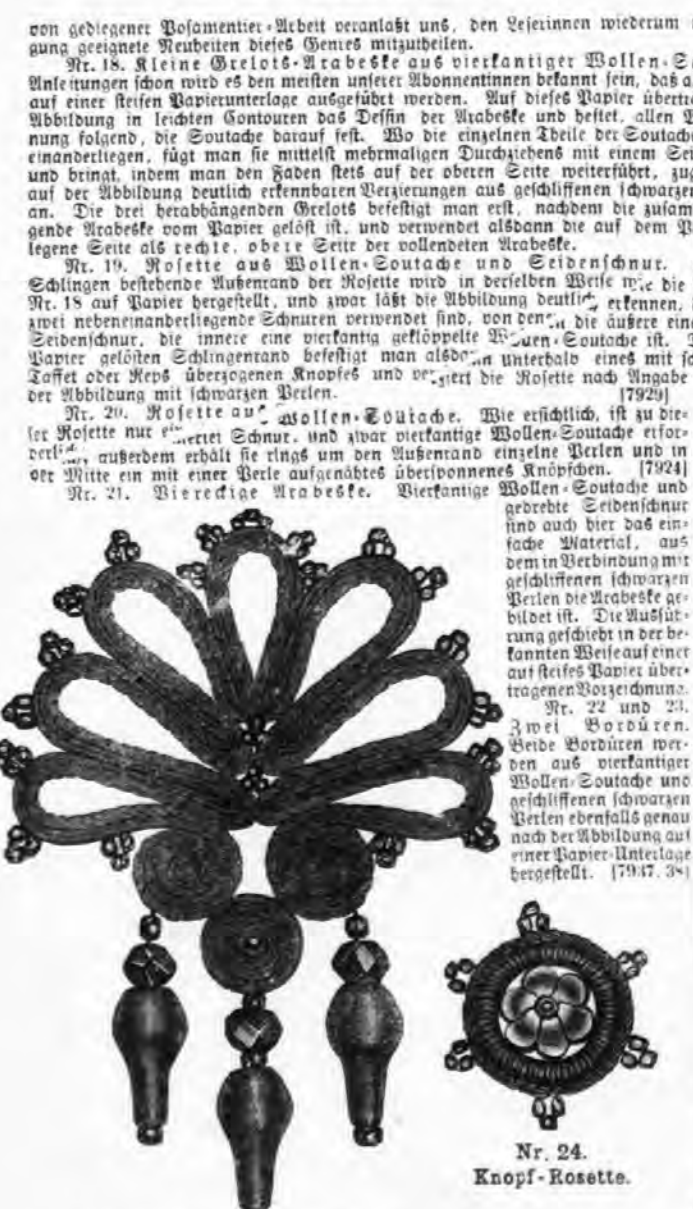 von gediegener Posamentier-Arbeit veranlaßt uns, den Leserinnen wiederum
gung geeignete Neuheiten dieses Genres mitzutheilen.
Nr. 18. Kleine Grelots-Arabeske aus vierkantiger Wollen-S
Anleitungen schon wird es den meisten unserer Abonnentinnen bekannt sein, daß a
auf einer steifen Papierunterlage ausgeführt werden. Auf dieses Papier übertr
Abbildung in leichten Contouren das Dessin der Arabeske und heftet, allen
nung folgend, die Soutache darauf fest. Wo die einzelnen Theile der Soutach
einanderliegen, fügt man sie mittelst mehrmaligen Durchziehens mit einem Sei
und bringt, indem man den Faden stets auf der oberen Seite weiterführt, zug
auf der Abbildung deutlich erkennbaren Verzierungen aus geschliffenen schwarzen
an. Die drei herabhängenden Grelots befestigt man erst, nachdem die zusam
gende Arabeske vom Papier gelöst ist, und verwendet alsdann die auf dem P
legene Seite als rechte, obere Seite der vollendeten Arabeske.
Nr. 19. Rosette aus Wollen-Soutache und Seidenschnur.
Schlingen bestehende Außenrand der Rosette wird in derselben Weise wie die
Nr. 18 auf Papier hergestellt, und zwar läßt die Abbildung deutlich erkennen,
zwei nebeneinanderliegende Schnuren verwendet sind, von denen die äußere eine
Seidenschnur, die innere eine vierkantig geklöppelte Wollen-Soutache ist.
Papier gelösten Schlingenrand befestigt man alsdann unterhalb eines mit sc
Taffet oder Reps überzogenen Knopfes und verziert die Rosette nach Angabe
der Abbildung mit schwarzen Perlen. [7929]
Nr. 20. Rosette aus Wollen-Soutache. Wie ersichtlich, ist zu die-
ser Rosette nur einerlei Schnur, und zwar vierkantige Wollen-Soutache erfor-
derlich, außerdem erhält sie rings um den Außenrand einzelne Perlen und in
der Mitte ein mit einer Perle aufgenähtes übersponnenes Knöpfchen. [7924]
Nr. 21. Viereckige Arabeske. Vierkantige Wollen-Soutache und
gedrehte Seidenschnur
sind auch hier das ein-
fache Material, aus
dem in Verbindung mit
geschliffenen schwarzen
Perlen die Arabeske ge-
bildet ist. Die Ausfüh-
rung geschieht in der be-
kannten Weise auf einer
auf steifes Papier über-
tragenen Vorzeichnung.
Nr. 22 und 23.
Zwei Bordüren.
Beide Bordüren wer-
den aus vierkantiger
Wollen-Soutache und
geschliffenen schwarzen
Perlen ebenfalls genau
nach der Abbildung auf
einer Papier-Unterlage
hergestellt. [7937. 38]
Nr. 24.
Knopf-Rosette.